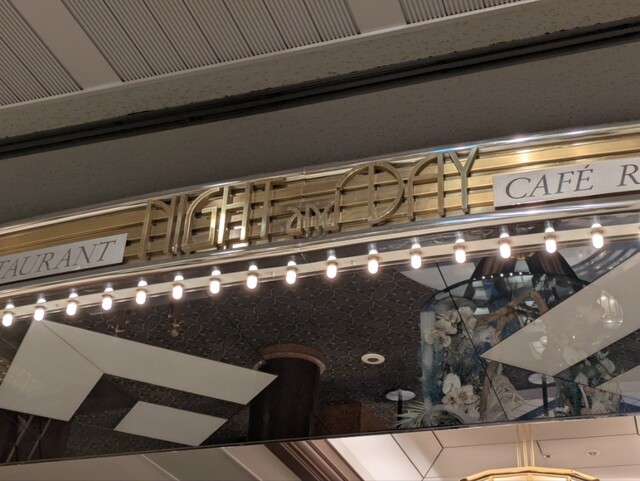 TAURANT NIGHT and DAY CAFÉ R